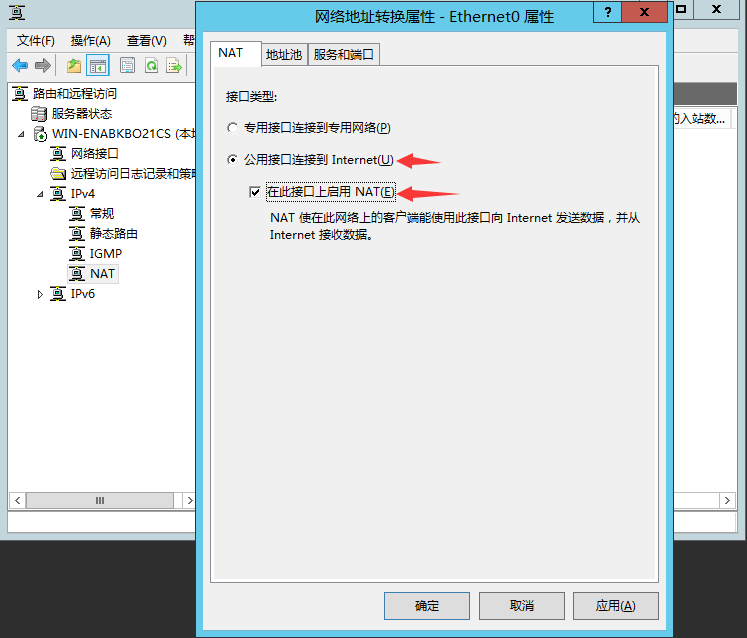 网络地址转换属性 - Ethernet0 属性
? x
x
文件(F) 操作(A) 查看(V) 帮
NAT 地址池 服务和端口
路由和远程访问
服务器状态
WIN-ENABKBO21CS (本地
网络接口
远程访问日志记录和策略
IPv4
常规
静态路由
IGMP
NAT
IPv6
接口类型:
专用接口连接到专用网络(P)
公用接口连接到 Internet(U)
在此接口上启用 NAT(E)
NAT 使在此网络上的客户端能使用此接口向 Internet 发送数据，并从
Internet 接收数据。
的入站数...
确定 取消 应用(A)